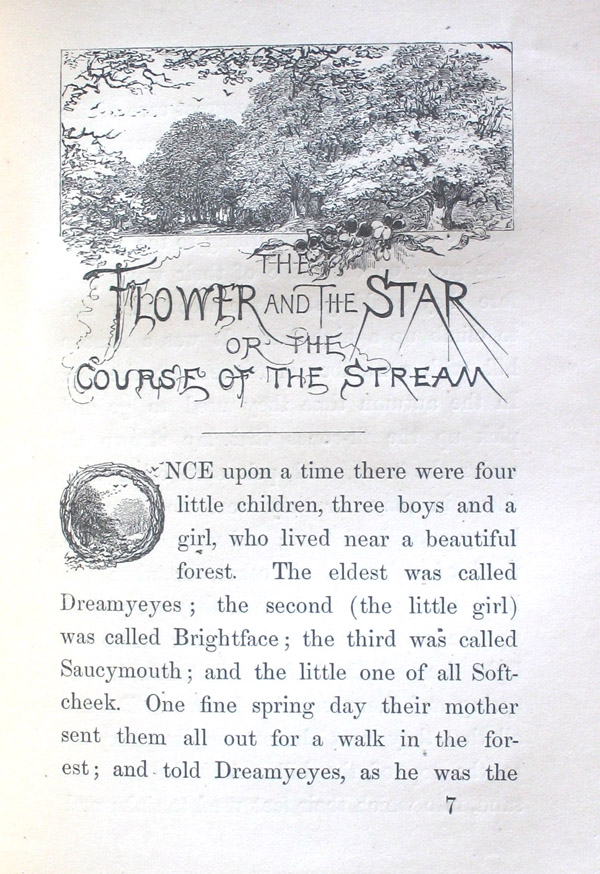 THE
FLOWER AND THE STAR
OR THE
COURSE OF THE STREAM
ONCE upon a time there were four
little children, three boys and a
girl, who lived near a beautiful
forest. The eldest was called
Dreamyeyes ; the second (the little girl)
was called Brightface ; the third was called
Saucymouth ; and the little one of all Soft-
cheek. One fine spring day their mother
sent them all out for a walk in the for-
est ; and told Dreamyeyes, as he was the
7